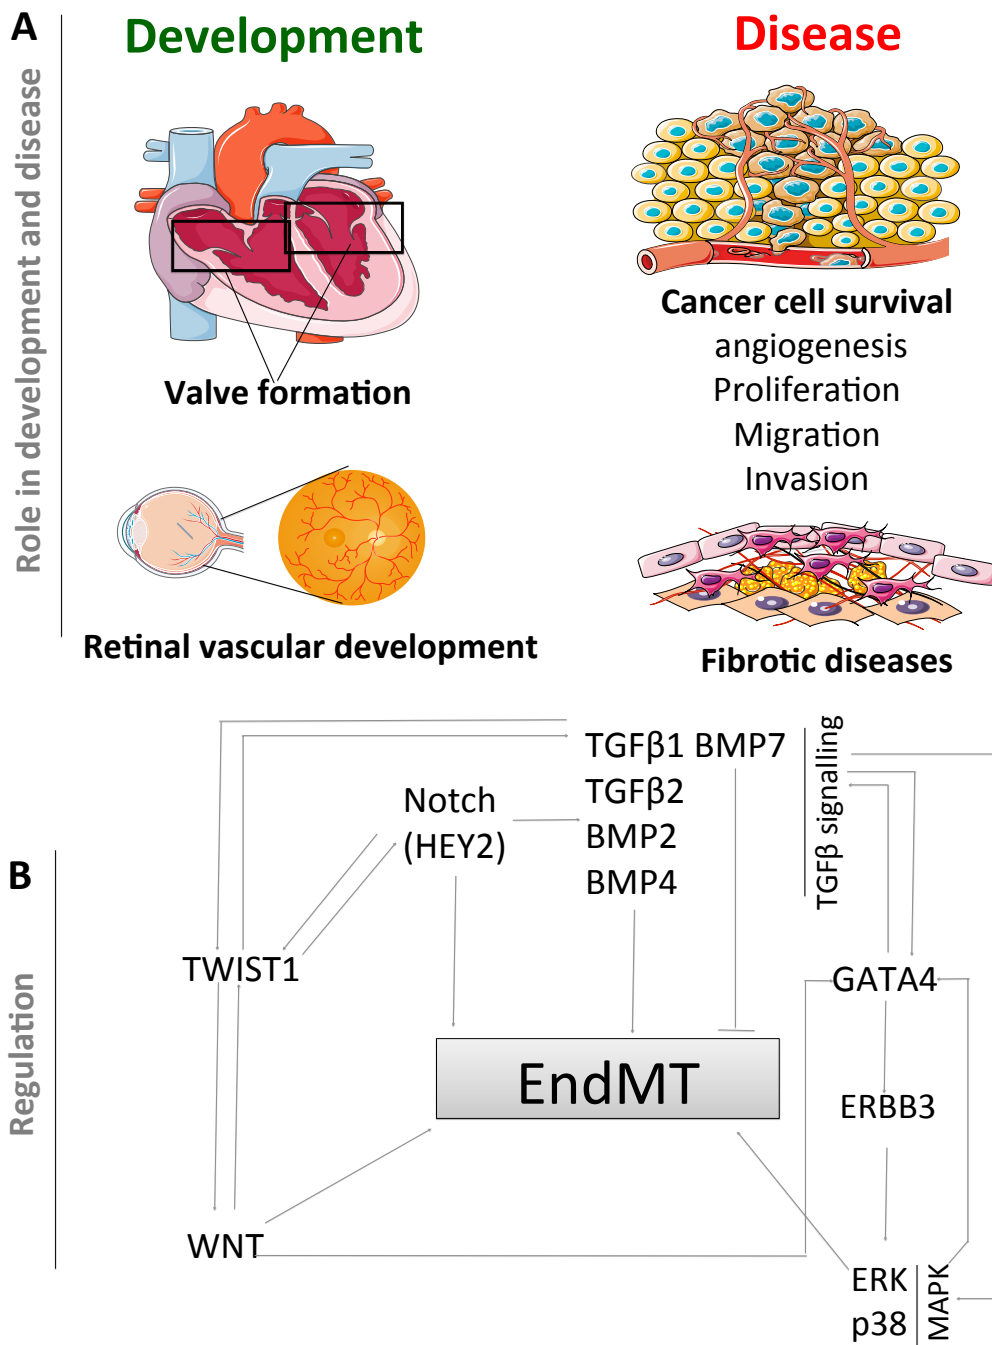 A
Development
Disease
Role in development and disease
Valve formation
Cancer cell survival
angiogenesis
Proliferation
Migration
Invasion
Retinal vascular development
Fibrotic diseases
B
Regulation
TGFβ1 BMP7
TGFβ2
BMP2
BMP4
TGFβ signalling
Notch
(HEY2)
TWIST1
GATA4
EndMT
ERBB3
WNT
ERK
p38
MAPK